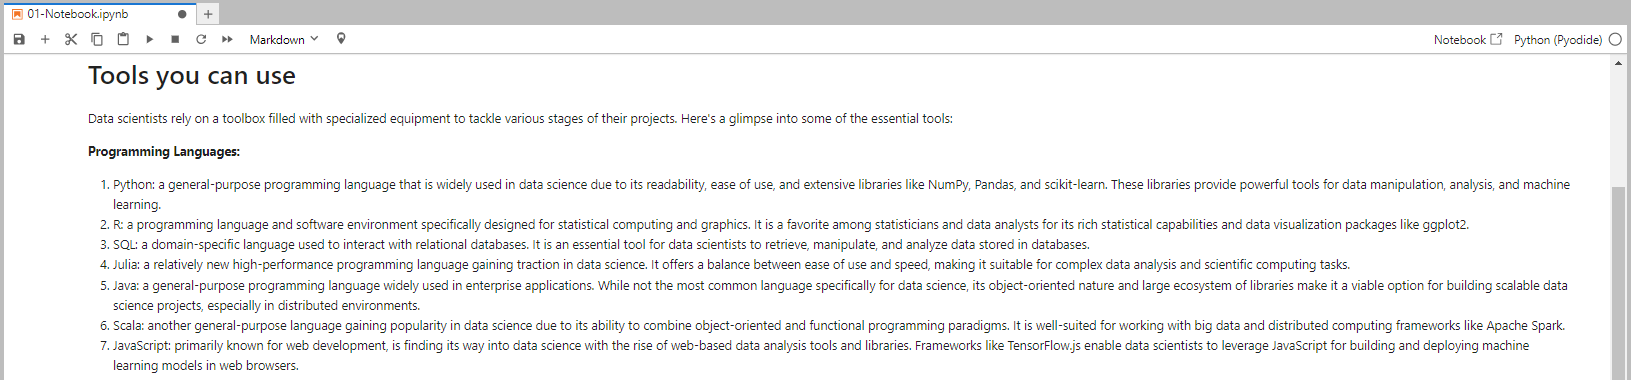 01-Notebook.ipynb
Markdown
Notebook Python (Pyodide)
Tools you can use
Data scientists rely on a toolbox filled with specialized equipment to tackle various stages of their projects. Here's a glimpse into some of the essential tools:
Programming Languages:
1. Python: a general-purpose programming language that is widely used in data science due to its readability, ease of use, and extensive libraries like NumPy, Pandas, and scikit-learn. These libraries provide powerful tools for data manipulation, analysis, and machine
learning.
2. R: a programming language and software environment specifically designed for statistical computing and graphics. It is a favorite among statisticians and data analysts for its rich statistical capabilities and data visualization packages like ggplot2.
3. SQL: a domain-specific language used to interact with relational databases. It is an essential tool for data scientists to retrieve, manipulate, and analyze data stored in databases.
4. Julia: a relatively new high-performance programming language gaining traction in data science. It offers a balance between ease of use and speed, making it suitable for complex data analysis and scientific computing tasks.
5. Java: a general-purpose programming language widely used in enterprise applications. While not the most common language specifically for data science, its object-oriented nature and large ecosystem of libraries make it a viable option for building scalable data
science projects, especially in distributed environments.
6. Scala: another general-purpose language gaining popularity in data science due to its ability to combine object-oriented and functional programming paradigms. It is well-suited for working with big data and distributed computing frameworks like Apache Spark.
7. JavaScript: primarily known for web development, is finding its way into data science with the rise of web-based data analysis tools and libraries. Frameworks like TensorFlow.js enable data scientists to leverage JavaScript for building and deploying machine
learning models in web browsers.